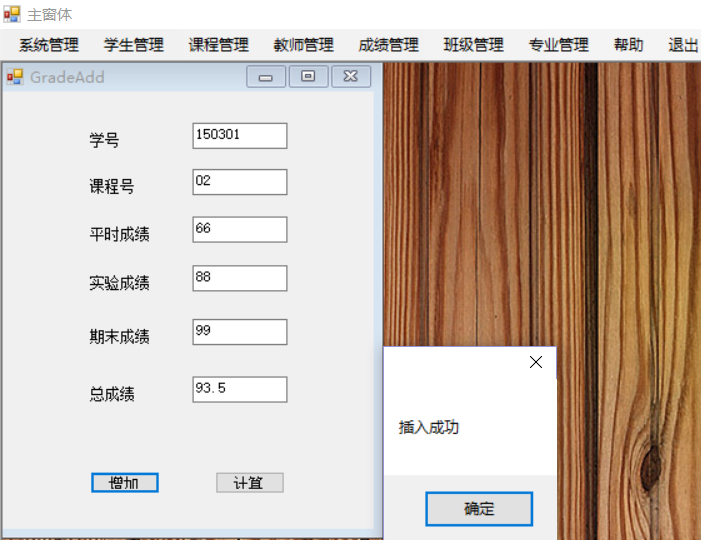 主窗体
系统管理 学生管理 课程管理 教师管理 成绩管理 班级管理 专业管理 帮助 退出
GradeAdd
学号 150301
课程号 02
平时成绩 66
实验成绩 88
期末成绩 99
总成绩 93.5
插入成功
增加 计算
确定